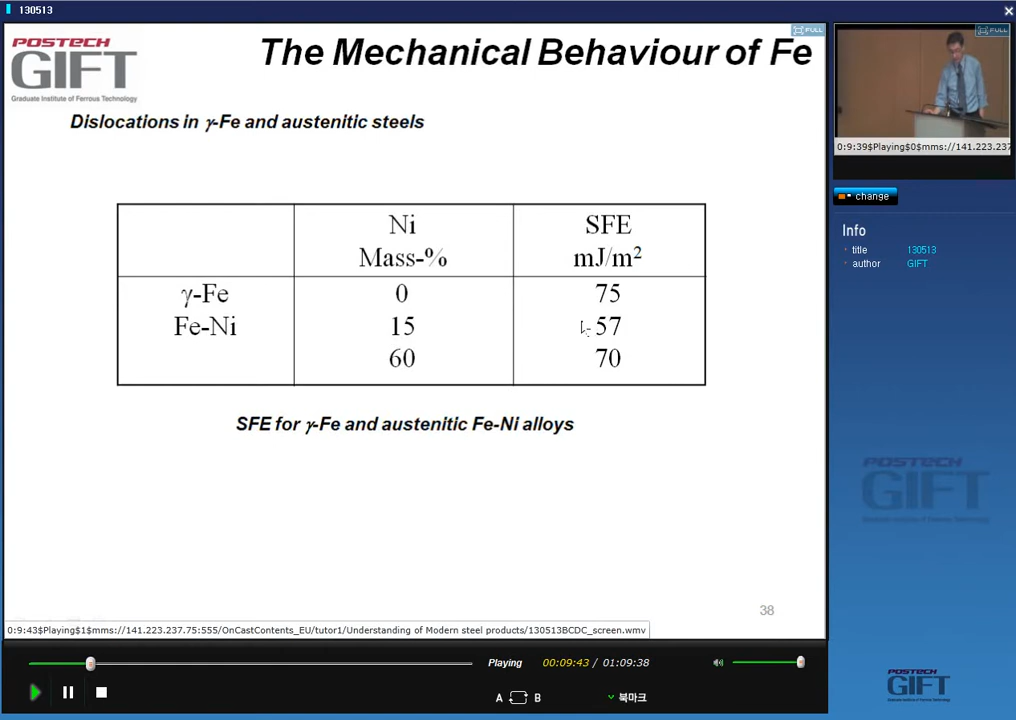 130513
POSTECH
GIFT
Graduate Institute of Ferrous Technology
The Mechanical Behaviour of Fe
FULL
Dislocations in γ-Fe and austenitic steels
Ni SFE
Mass-% mJ/m²
γ-Fe 0 75
Fe-Ni 15 57
60 70
SFE for γ-Fe and austenitic Fe-Ni alloys
38
0:9:43$Playing$1$mms://141.223.237.75:555/OnCastContents_EU/tutor1/Understanding of Modern steel products/130513BCDC_screen.wmv
FULL
0:9:39$Playing$0$mms://141.223.237
change
Info
title 130513
author GIFT
POSTECH
GIFT
Playing 00:09:43 / 01:09:38
A B 북마크
POSTECH
GIFT